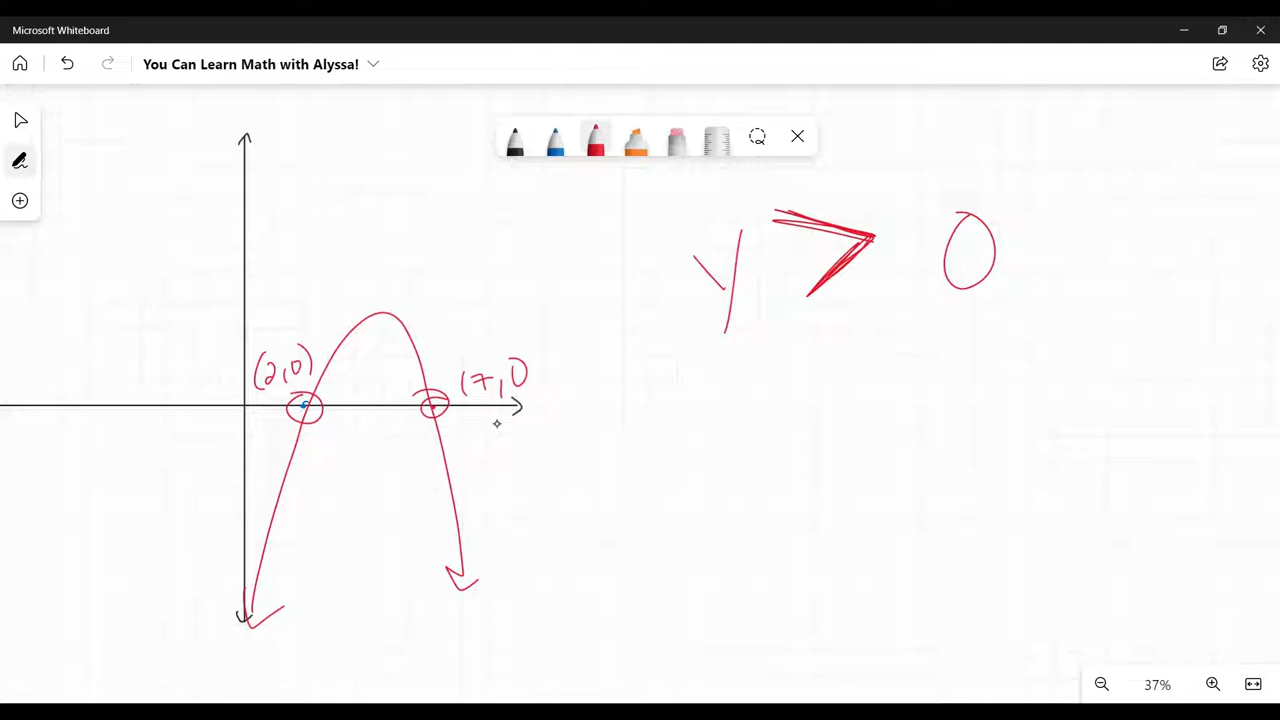 Microsoft Whiteboard
You Can Learn Math with Alyssa!
y > 0
(2,0)
(7,0
37%